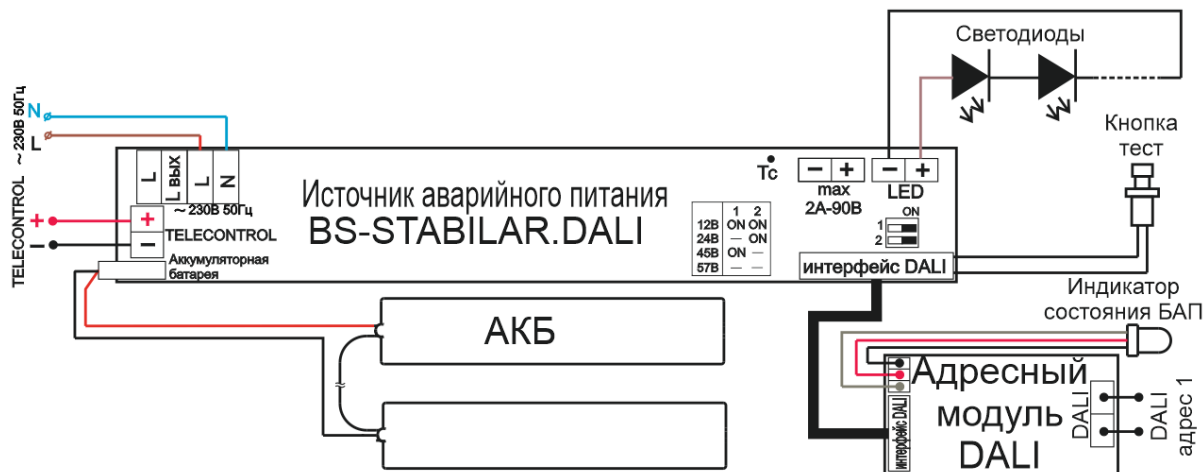 Светодиоды
Кнопка
тест
~ 230В 50Гц
N
L
TELECONTROL
+
−
L
L вых
L
N
~ 230В 50Гц
+
−
TELECONTROL
Аккумуляторная
батарея
Источник аварийного питания
BS-STABILAR.DALI
Tc
− +
max
2А-90В
− +
LED
1 2
12В ON ON
24В — ON
45В ON —
57В — —
ON
1
2
интерфейс DALI
Индикатор
состояния БАП
АКБ
Адресный
модуль
DALI
интерфейс DALI
DALI
DALI
адрес 1